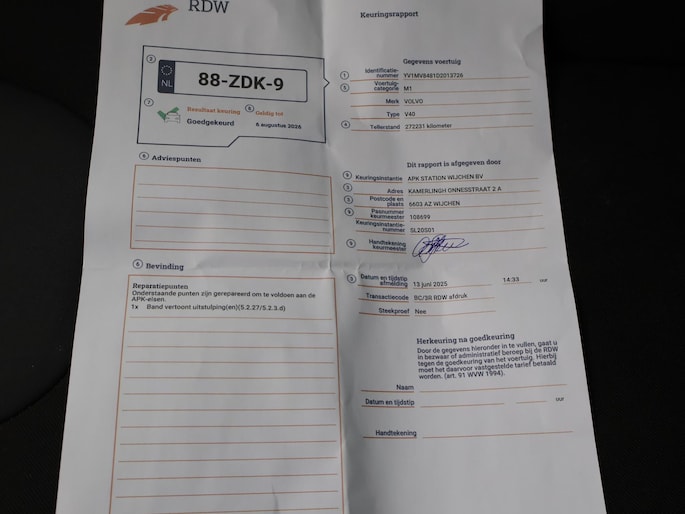 RDW
Keuringsrapport
2
NL
88-ZDK-9
7
Resultaat keuring
Goedgekeurd
8
Geldig tot
6 augustus 2026
Gegevens voertuig
1 Identificatie-
nummer YV1MV8481D2013726
5 Voertuig-
categorie M1
Merk VOLVO
Type V40
4 Tellerstand 272231 kilometer
Adviespunten
Dit rapport is afgegeven door
Keuringsinstantie APK STATION WIJCHEN BV
Adres KAMERLINGH ONNESSTRAAT 2 A
Postcode en
plaats 6603 AZ WIJCHEN
Pasnummer
keurmeester 108699
Keuringsinstantie-
nummer SL20S01
Handtekening
keurmeester
6 Bevinding
Reparatiepunten
Onderstaande punten zijn gerepareerd om te voldoen aan de
APK-eisen.
1x Band vertoont uitstulping(en)(5.2.27/5.2.3.d)
3 Datum en tijdstip
afmelding 13 juni 2025 14:33 uur
Transactiecode BC/3R RDW afdruk
Steekproef Nee
Herkeuring na goedkeuring
Door de gegevens hieronder in te vullen, gaat u
in bezwaar of administratief beroep bij de RDW
tegen de goedkeuring van het voertuig. Hierbij
moet het daarvoor vastgestelde tarief betaald
worden. (art. 91 WVW 1994).
Naam
Datum en tijdstip uur
Handtekening